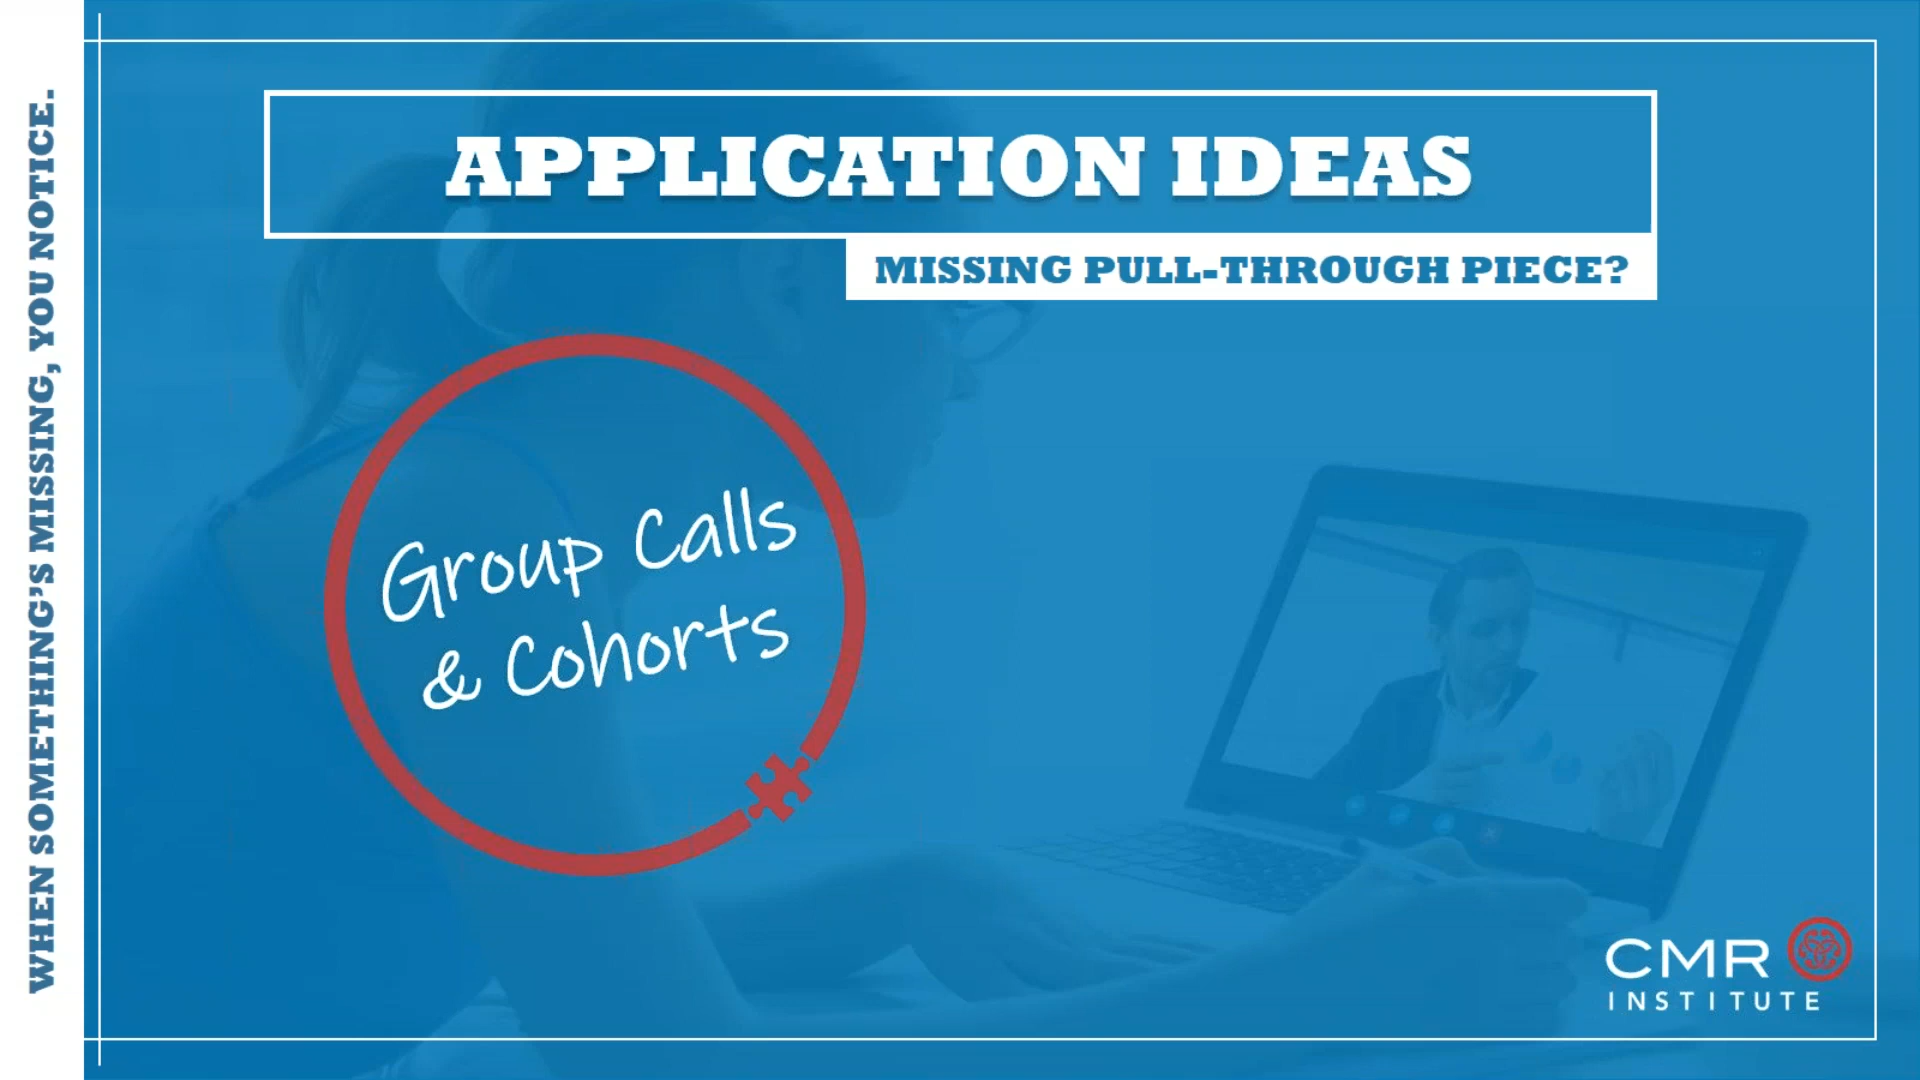 WHEN SOMETHING'S MISSING, YOU NOTICE.
APPLICATION IDEAS
MISSING PULL-THROUGH PIECE?
Group Calls
& Cohorts
CMR
INSTITUTE